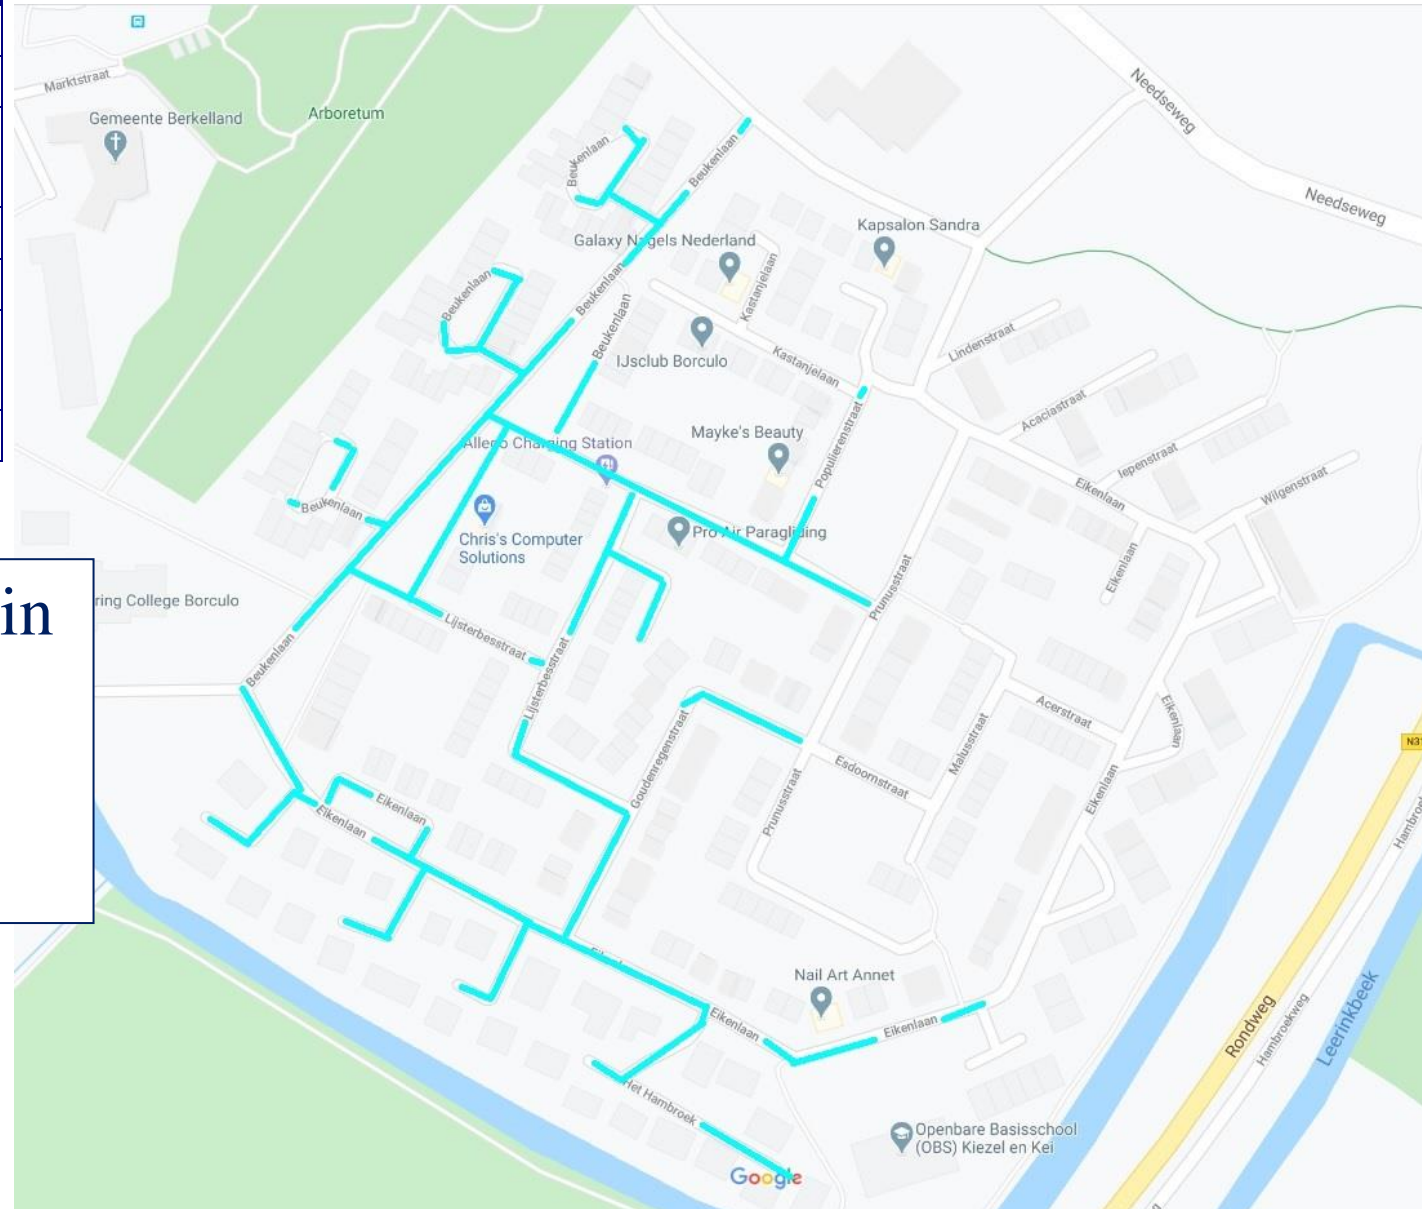 Marktstraat
Gemeente Berkelland
Arboretum
Needseweg
Needseweg
Beukenlaan
Beukenlaan
Kapsalon Sandra
Galaxy Nagels Nederland
Kastanjelaan
Beukenlaan
Beukenlaan
Beukenlaan
Lindenstraat
IJsclub Borculo
Kastanjelaan
Acaciastraat
Mayke's Beauty
Populierenstraat
Allego Charging Station
Iepenstraat
Eikenlaan
Wilgenstraat
Beukenlaan
Chris's Computer
Solutions
Pro Air Paragliding
Eikenlaan
Prunusstraat
in
ring College Borculo
Lijsterbesstraat
Beukenlaan
Lijsterbesstraat
Acerstraat
Eikenlaan
Malusstraat
Goudenregenstraat
N31
Esdoornstraat
Prunusstraat
Eikenlaan
Eikenlaan
Eikenlaan
Hambroek
Nail Art Annet
Eikenlaan
Eikenlaan
Rondweg
Hambroekweg
Leerinkbeek
Het Hambroek
Openbare Basisschool
(OBS) Kiezel en Kei
Google